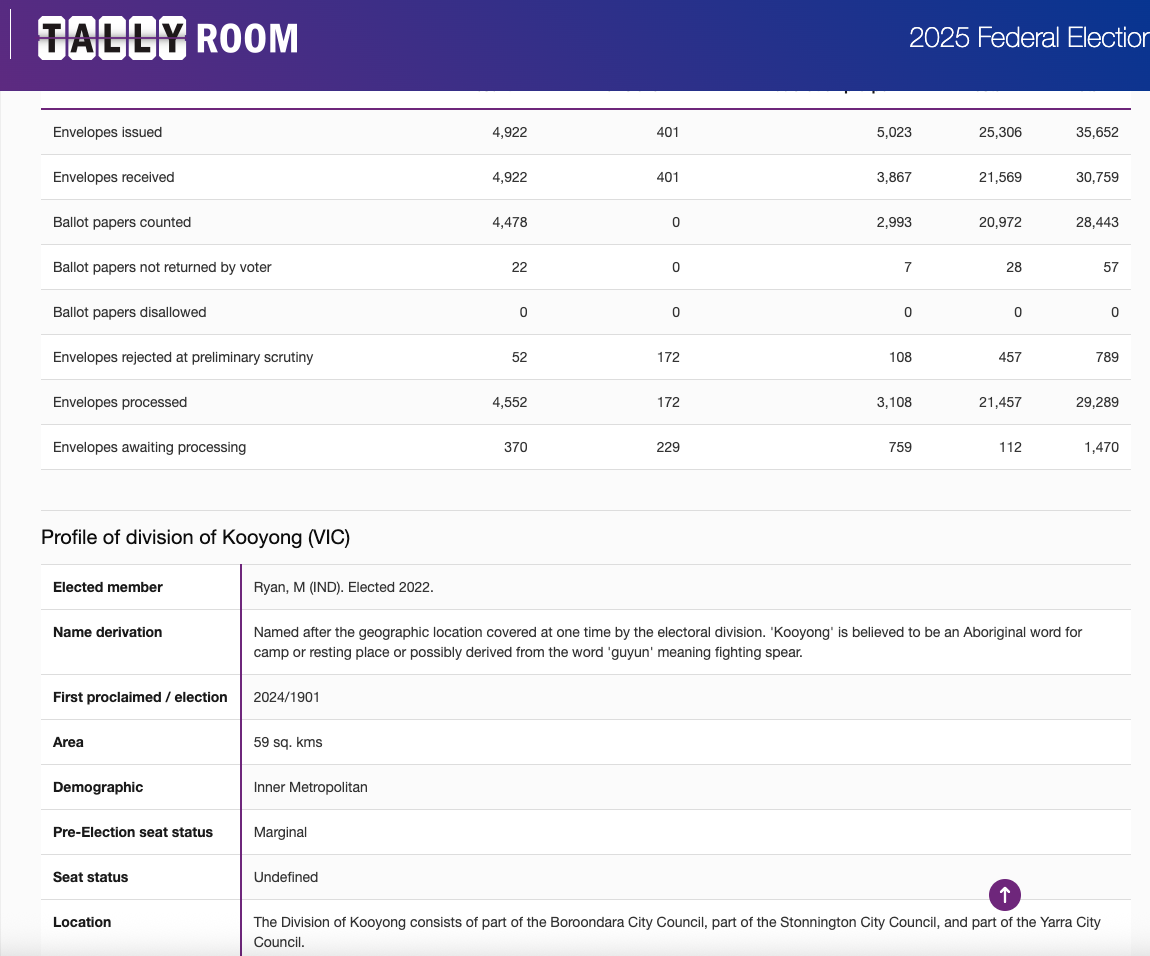 TALLY ROOM
2025 Federal Election
Envelopes issued 4,922 401 5,023 25,306 35,652
Envelopes received 4,922 401 3,867 21,569 30,759
Ballot papers counted 4,478 0 2,993 20,972 28,443
Ballot papers not returned by voter 22 0 7 28 57
Ballot papers disallowed 0 0 0 0 0
Envelopes rejected at preliminary scrutiny 52 172 108 457 789
Envelopes processed 4,552 172 3,108 21,457 29,289
Envelopes awaiting processing 370 229 759 112 1,470
Profile of division of Kooyong (VIC)
Elected member Ryan, M (IND). Elected 2022.
Name derivation Named after the geographic location covered at one time by the electoral division. 'Kooyong' is believed to be an Aboriginal word for
camp or resting place or possibly derived from the word 'guyun' meaning fighting spear.
First proclaimed / election 2024/1901
Area 59 sq. kms
Demographic Inner Metropolitan
Pre-Election seat status Marginal
Seat status Undefined
Location The Division of Kooyong consists of part of the Boroondara City Council, part of the Stonnington City Council, and part of the Yarra City
Council.